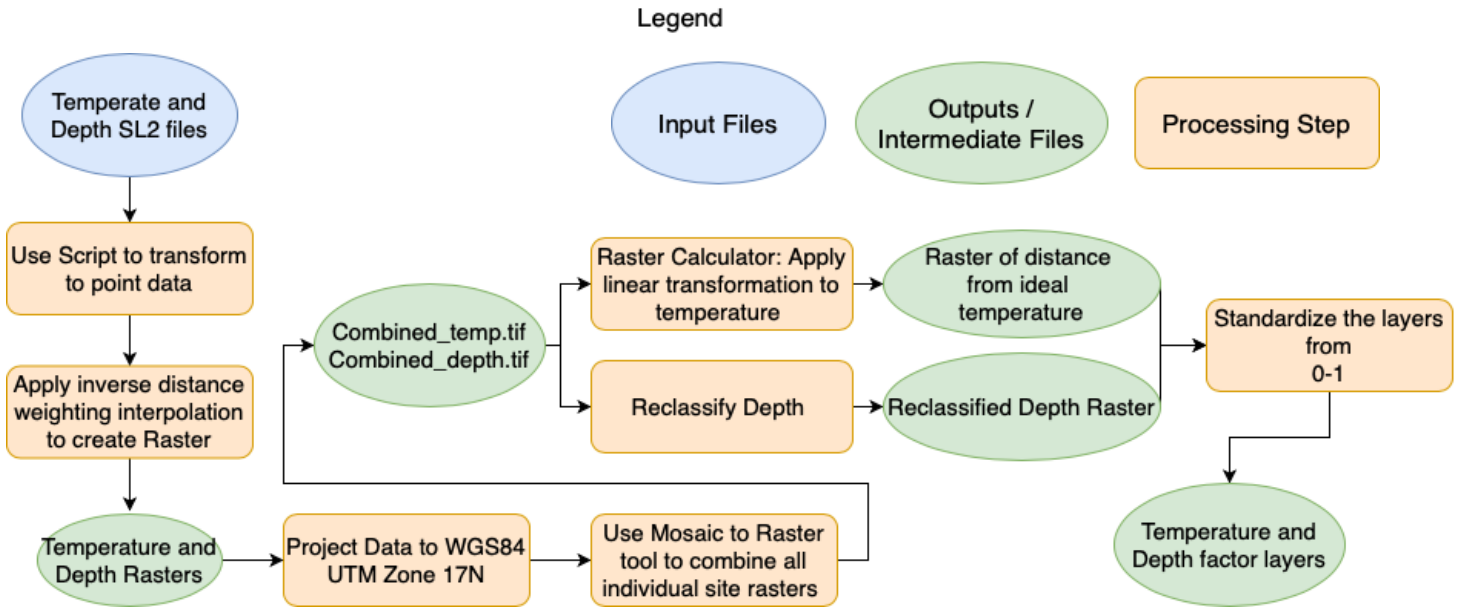 Legend
Input Files
Outputs /
Intermediate Files
Processing Step
Temperate and
Depth SL2 files
Use Script to transform
to point data
Apply inverse distance
weighting interpolation
to create Raster
Temperature and
Depth Rasters
Project Data to WGS84
UTM Zone 17N
Use Mosaic to Raster
tool to combine all
individual site rasters
Combined_temp.tif
Combined_depth.tif
Raster Calculator: Apply
linear transformation to
temperature
Raster of distance
from ideal
temperature
Reclassify Depth
Reclassified Depth Raster
Standardize the layers
from
0-1
Temperature and
Depth factor layers